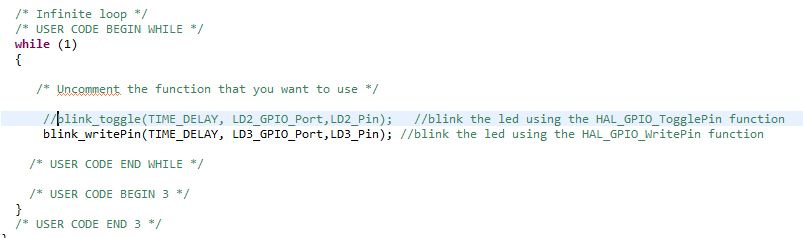 /* Infinite loop */
/* USER CODE BEGIN WHILE */
while (1)
{
/* Uncomment the function that you want to use */
//blink_toggle(TIME_DELAY, LD2_GPIO_Port,LD2_Pin);   //blink the led using the HAL_GPIO_TogglePin function
blink_writePin(TIME_DELAY, LD3_GPIO_Port,LD3_Pin); //blink the led using the HAL_GPIO_WritePin function
/* USER CODE END WHILE */
/* USER CODE BEGIN 3 */
}
/* USER CODE END 3 */
}